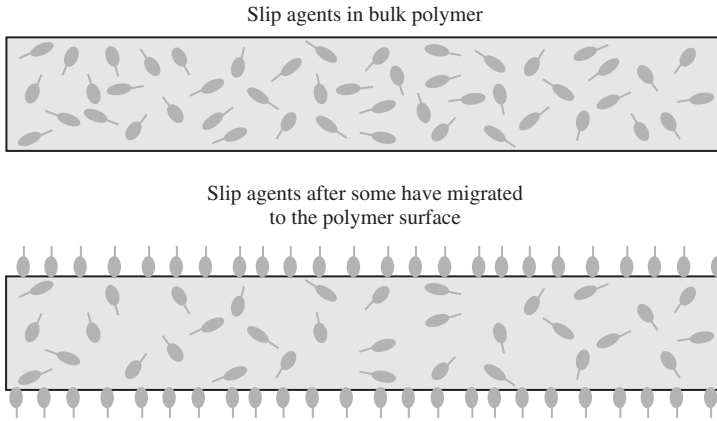 Slip agents in bulk polymer
Slip agents after some have migrated
to the polymer surface